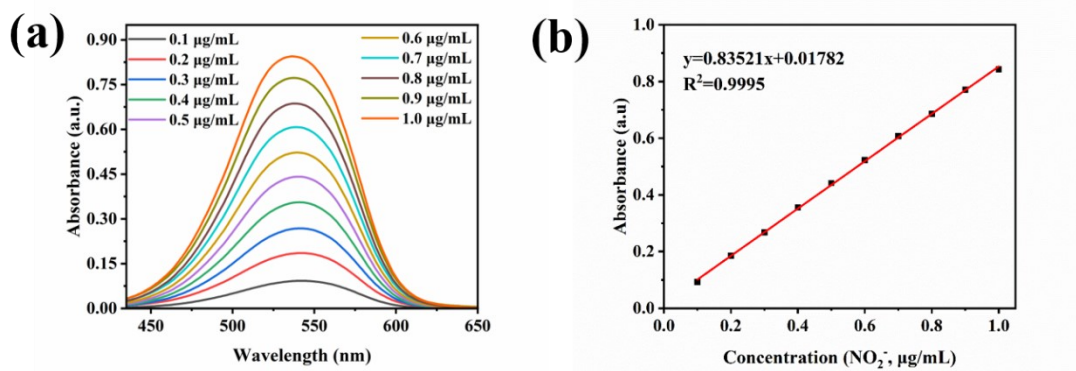 (a)
0.90
0.75
0.60
0.45
0.30
0.15
0.00
Absorbance (a.u.)
0.1 µg/mL
0.2 µg/mL
0.3 µg/mL
0.4 µg/mL
0.5 µg/mL
0.6 µg/mL
0.7 µg/mL
0.8 µg/mL
0.9 µg/mL
1.0 µg/mL
450 500 550 600 650
Wavelength (nm)
(b)
1.0
0.8
0.6
0.4
0.2
0.0
Absorbance (a.u)
y=0.83521x+0.01782
R²=0.9995
0.0 0.2 0.4 0.6 0.8 1.0
Concentration (NO₂⁻, µg/mL)